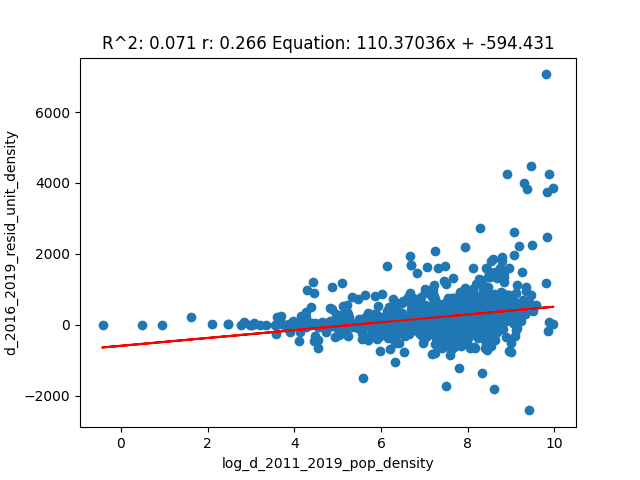 R^2: 0.071 r: 0.266 Equation: 110.37036x + -594.431
d_2016_2019_resid_unit_density
6000
4000
2000
0
−2000
0 2 4 6 8 10
log_d_2011_2019_pop_density